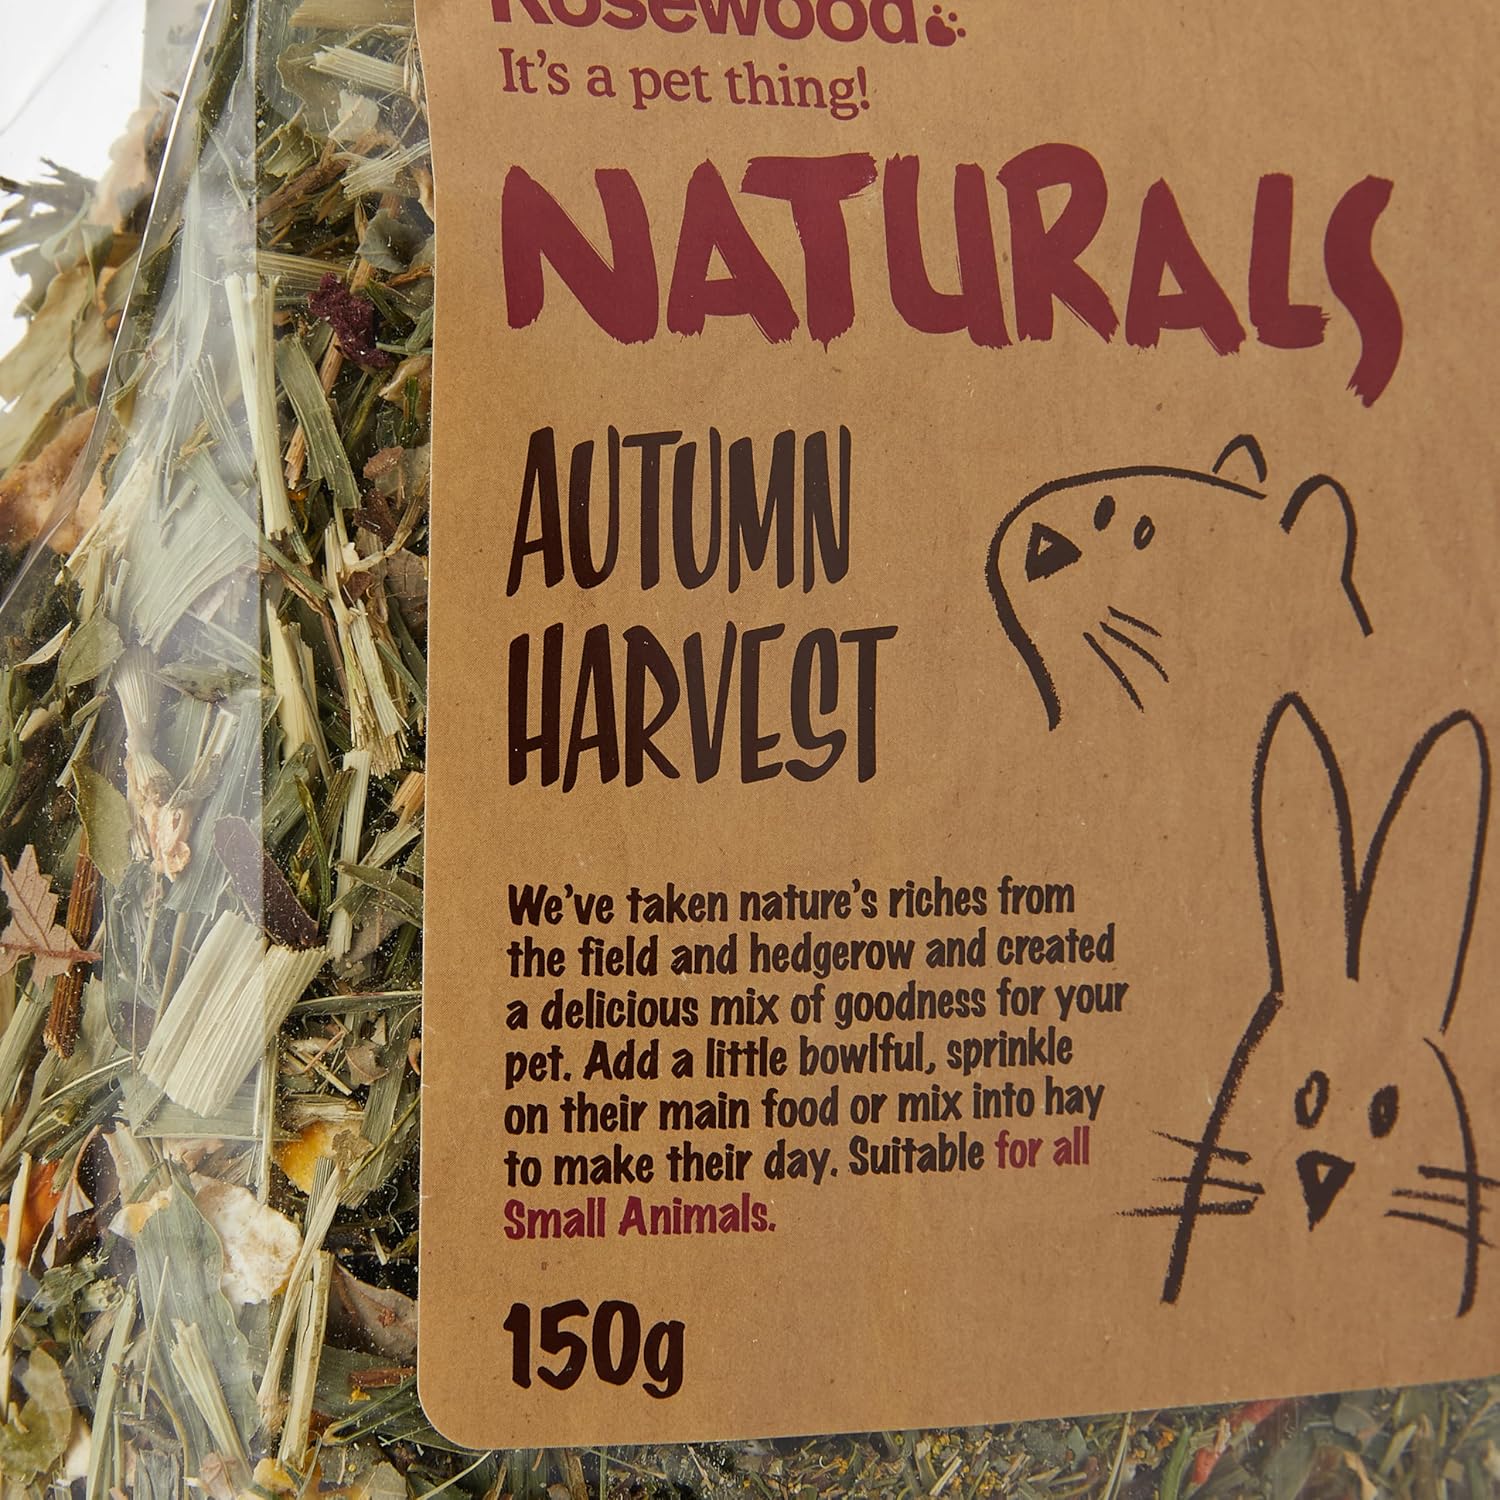 Rosewood
It's a pet thing!
NATURALS
AUTUMN
HARVEST
We've taken nature's riches from
the field and hedgerow and created
a delicious mix of goodness for your
pet. Add a little bowlful, sprinkle
on their main food or mix into hay
to make their day. Suitable for all
Small Animals.
150g